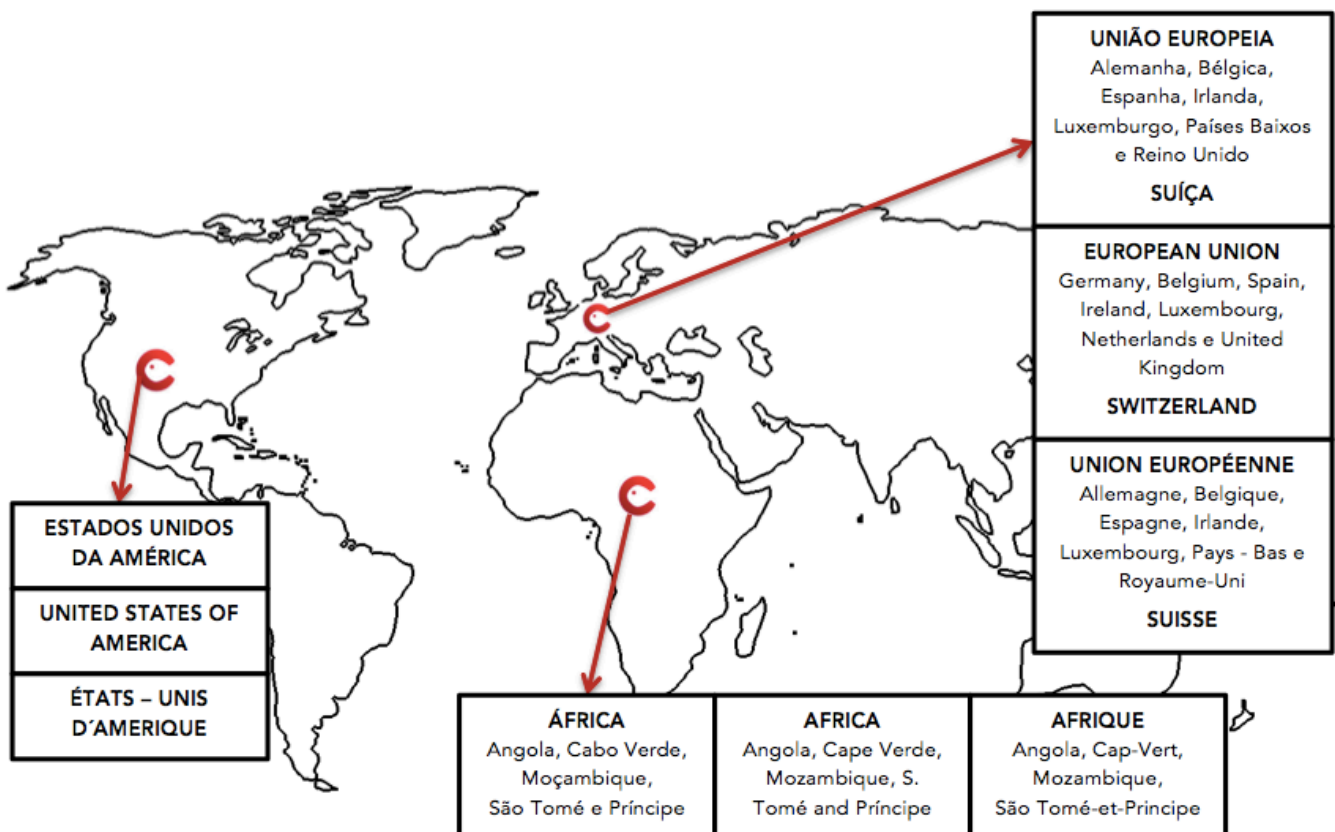 UNIÃO EUROPEIA
Alemanha, Bélgica,
Espanha, Irlanda,
Luxemburgo, Países Baixos
e Reino Unido
SUÍÇA
EUROPEAN UNION
Germany, Belgium, Spain,
Ireland, Luxembourg,
Netherlands e United
Kingdom
SWITZERLAND
UNION EUROPÉENNE
Allemagne, Belgique,
Espagne, Irlande,
Luxembourg, Pays - Bas e
Royaume-Uni
SUISSE
ESTADOS UNIDOS
DA AMÉRICA
UNITED STATES OF
AMERICA
ÉTATS – UNIS
D´AMERIQUE
ÁFRICA
Angola, Cabo Verde,
Moçambique,
São Tomé e Príncipe
AFRICA
Angola, Cape Verde,
Mozambique, S.
Tomé and Príncipe
AFRIQUE
Angola, Cap-Vert,
Mozambique,
São Tomé-et-Principe